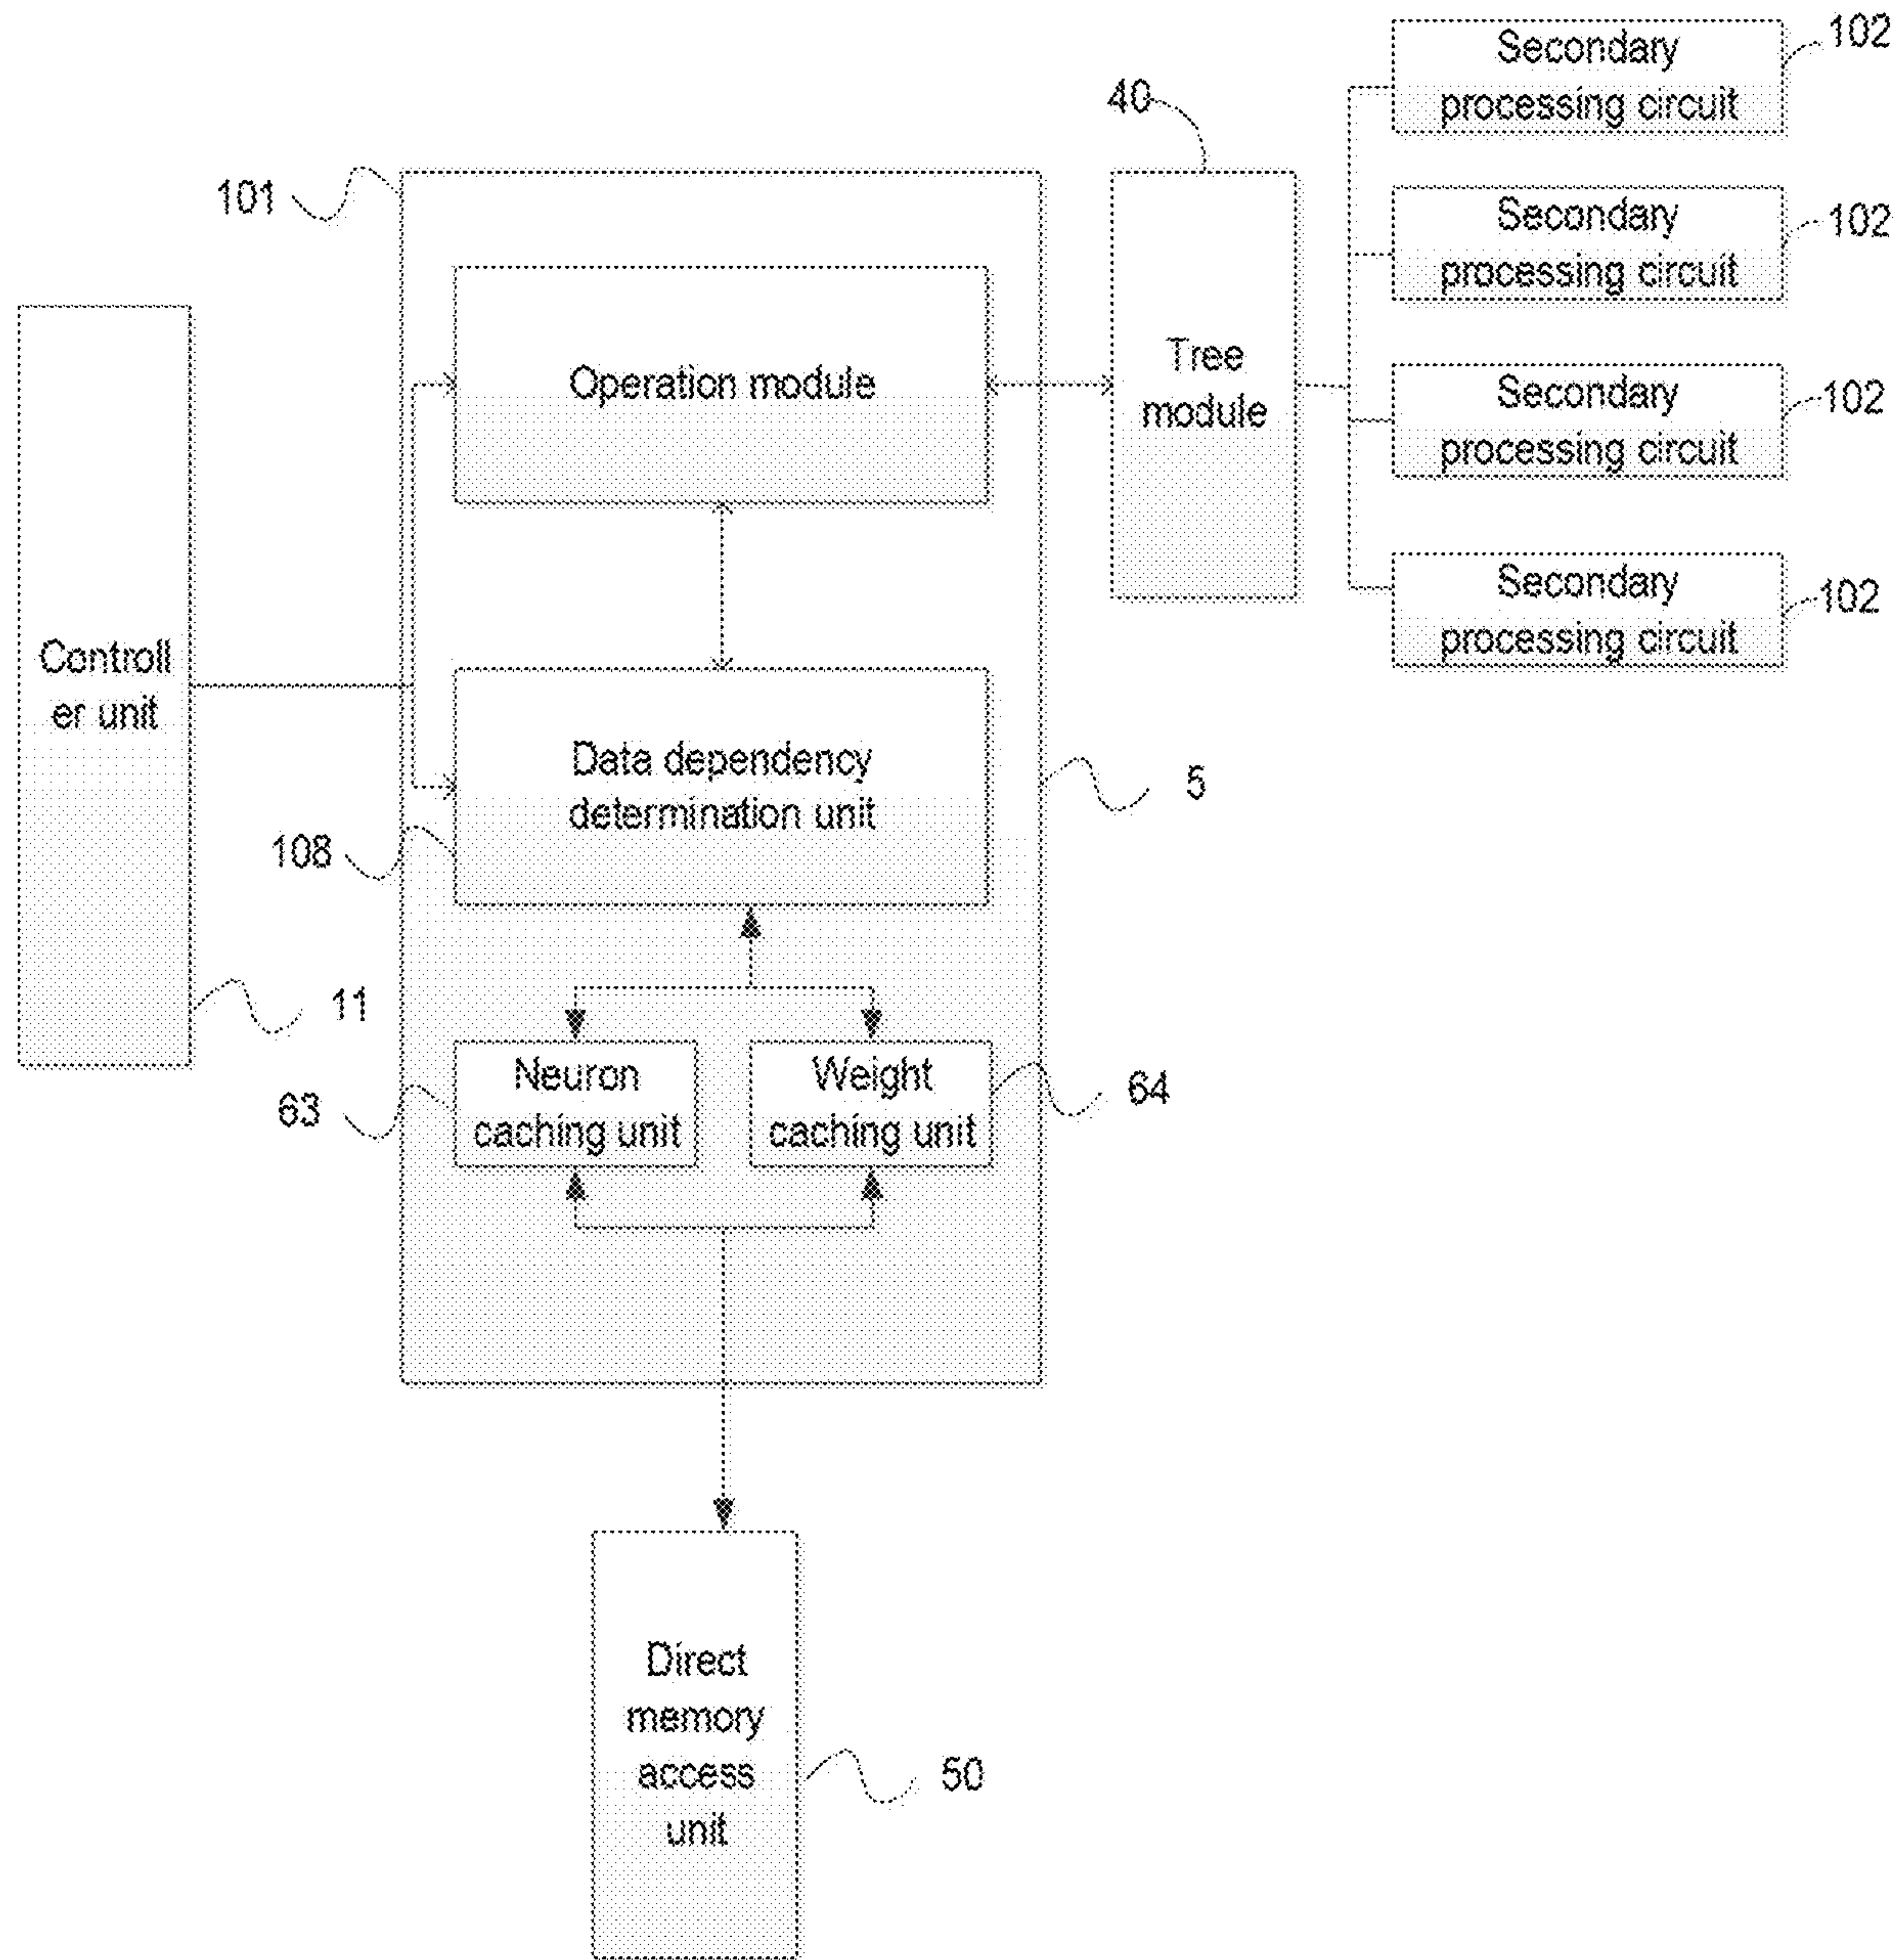 Secondary
processing circuit
102
40
101
Secondary
processing circuit
102
Operation module
Tree
module
Secondary
processing circuit
102
Secondary
processing circuit
102
Controll
er unit
Data dependency
determination unit
5
108
11
Neuron
caching unit
63
Weight
caching unit
64
Direct
memory
access
unit
50